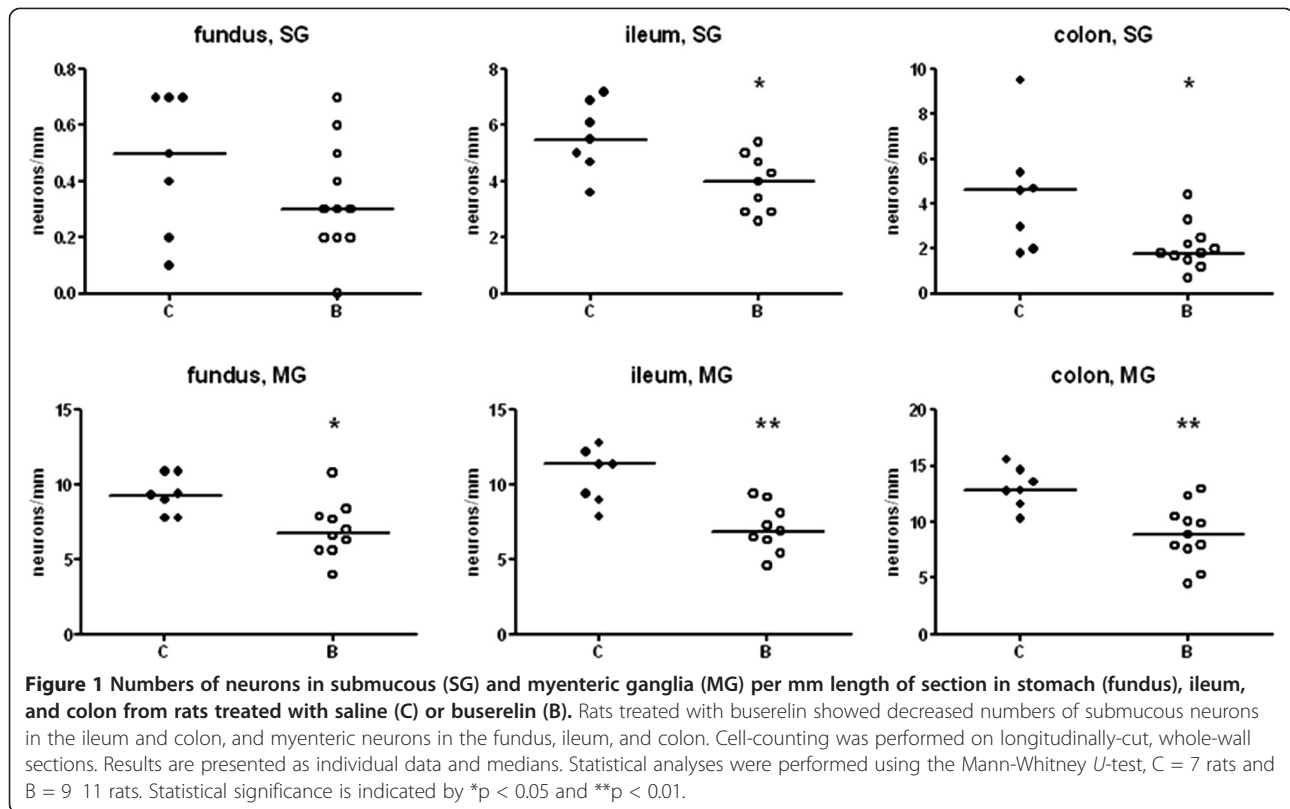 fundus, SG
ileum, SG
colon, SG
neurons/mm
0.8
0.6
0.4
0.2
0.0
C
B
neurons/mm
8
6
4
2
0
*
C
B
neurons/mm
10
8
6
4
2
0
*
C
B
fundus, MG
ileum, MG
colon, MG
neurons/mm
15
10
5
0
*
C
B
neurons/mm
15
10
5
0
**
C
B
neurons/mm
20
15
10
5
0
**
C
B
Figure 1 Numbers of neurons in submucous (SG) and myenteric ganglia (MG) per mm length of section in stomach (fundus), ileum,
and colon from rats treated with saline (C) or buserelin (B). Rats treated with buserelin showed decreased numbers of submucous neurons
in the ileum and colon, and myenteric neurons in the fundus, ileum, and colon. Cell-counting was performed on longitudinally-cut, whole-wall
sections. Results are presented as individual data and medians. Statistical analyses were performed using the Mann-Whitney U-test, C = 7 rats and
B = 9 11 rats. Statistical significance is indicated by *p < 0.05 and **p < 0.01.